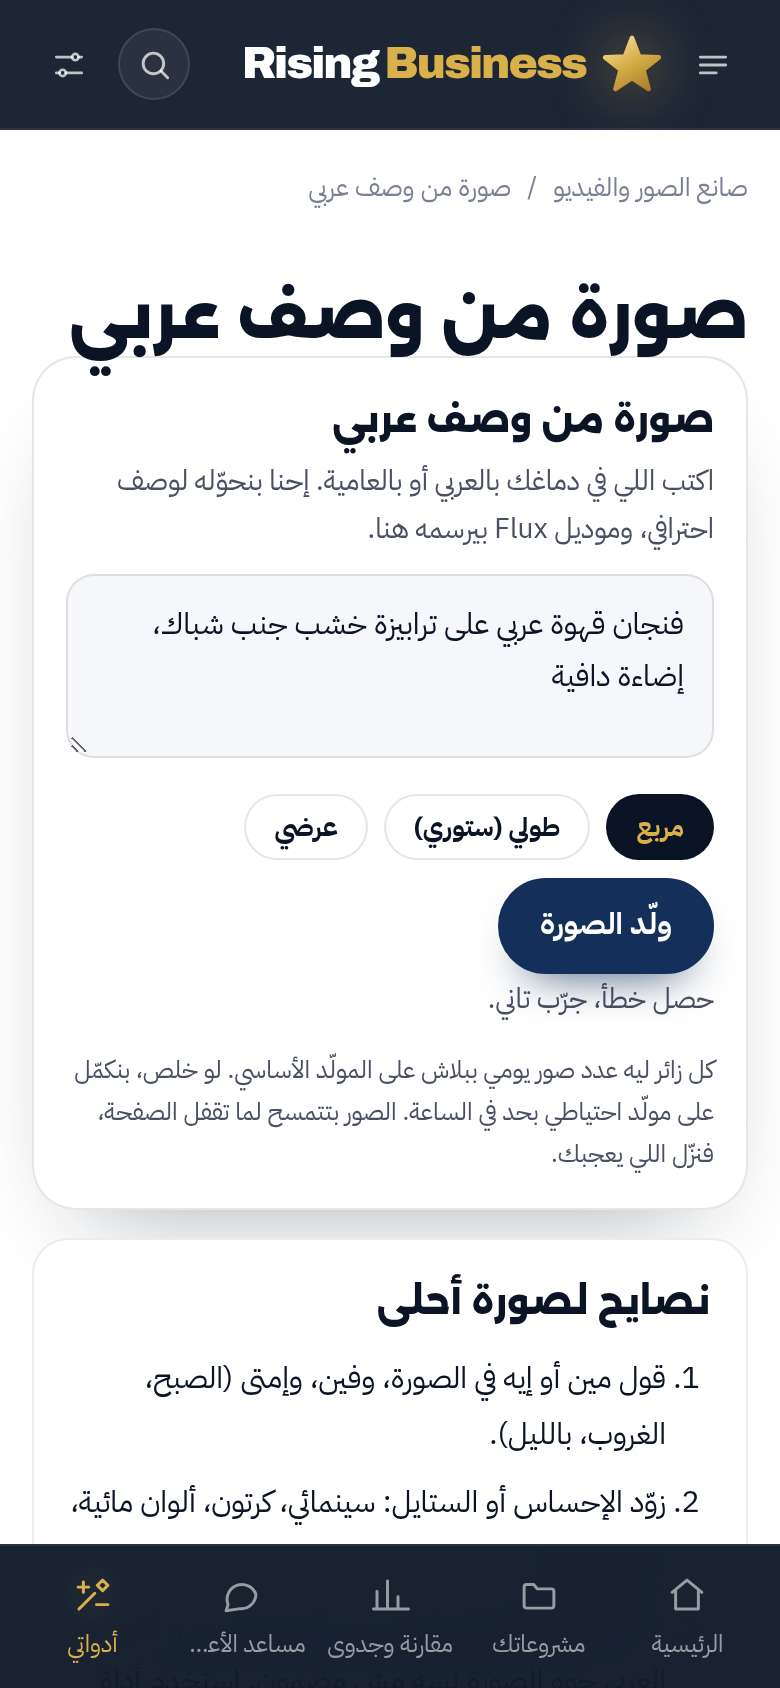 Rising Business
صانع الصور والفيديو / صورة من وصف عربي
صورة من وصف عربي
صورة من وصف عربي
اكتب اللي في دماغك بالعربي أو بالعامية. إحنا بنحوّله لوصف
احترافي، وموديل Flux بيرسمه هنا.
فنجان قهوة عربي على ترابيزة خشب جنب شباك،
إضاءة دافية
مربع
طولي (ستوري)
عرضي
ولّد الصورة
حصل خطأ، جرّب تاني.
كل زائر ليه عدد صور يومي ببلاش على المولّد الأساسي. لو خلص، بنكمّل
على مولّد احتياطي بحد في الساعة. الصور بتتمسح لما تقفل الصفحة،
فنزّل اللي يعجبك.
نصايح لصورة أحلى
1. قول مين أو إيه في الصورة، وفين، وإمتى (الصبح،
الغروب، بالليل).
2. زوّد الإحساس أو الستايل: سينمائي، كرتون، ألوان مائية،
الرئيسية
مشروعاتك
مقارنة وجدوى
مساعد الأعـ...
أدواتي